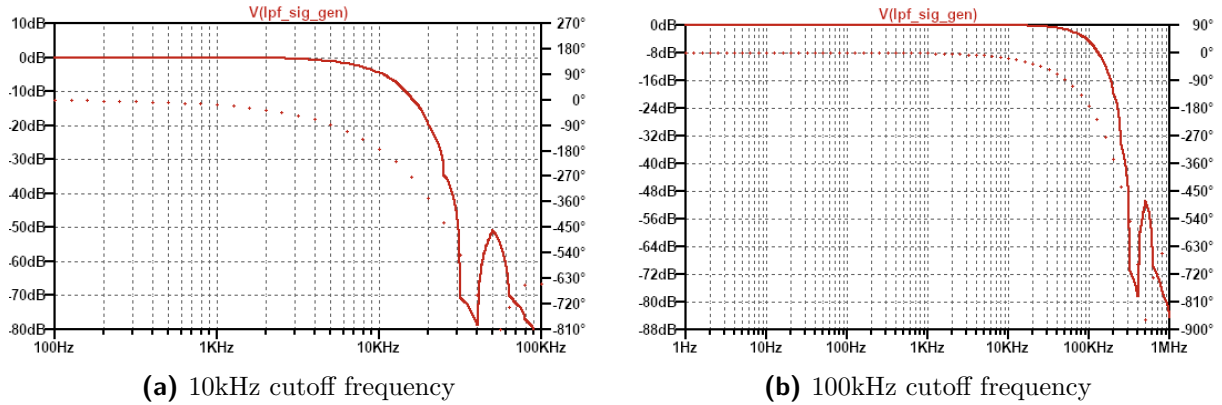 V(lpf_sig_gen)
10dB
0dB
-10dB
-20dB
-30dB
-40dB
-50dB
-60dB
-70dB
-80dB
270°
180°
90°
0°
-90°
-180°
-270°
-360°
-450°
-540°
-630°
-720°
-810°
100Hz 1KHz 10KHz 100KHz
(a) 10kHz cutoff frequency
V(lpf_sig_gen)
0dB
-8dB
-16dB
-24dB
-32dB
-40dB
-48dB
-56dB
-64dB
-72dB
-80dB
-88dB
90°
0°
-90°
-180°
-270°
-360°
-450°
-540°
-630°
-720°
-810°
-900°
1Hz 10Hz 100Hz 1KHz 10KHz 100KHz 1MHz
(b) 100kHz cutoff frequency